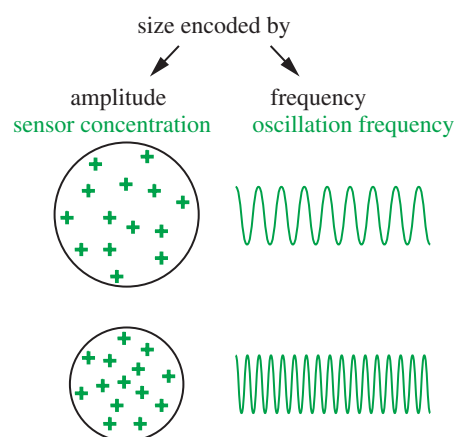 size encoded by
amplitude
sensor concentration
frequency
oscillation frequency